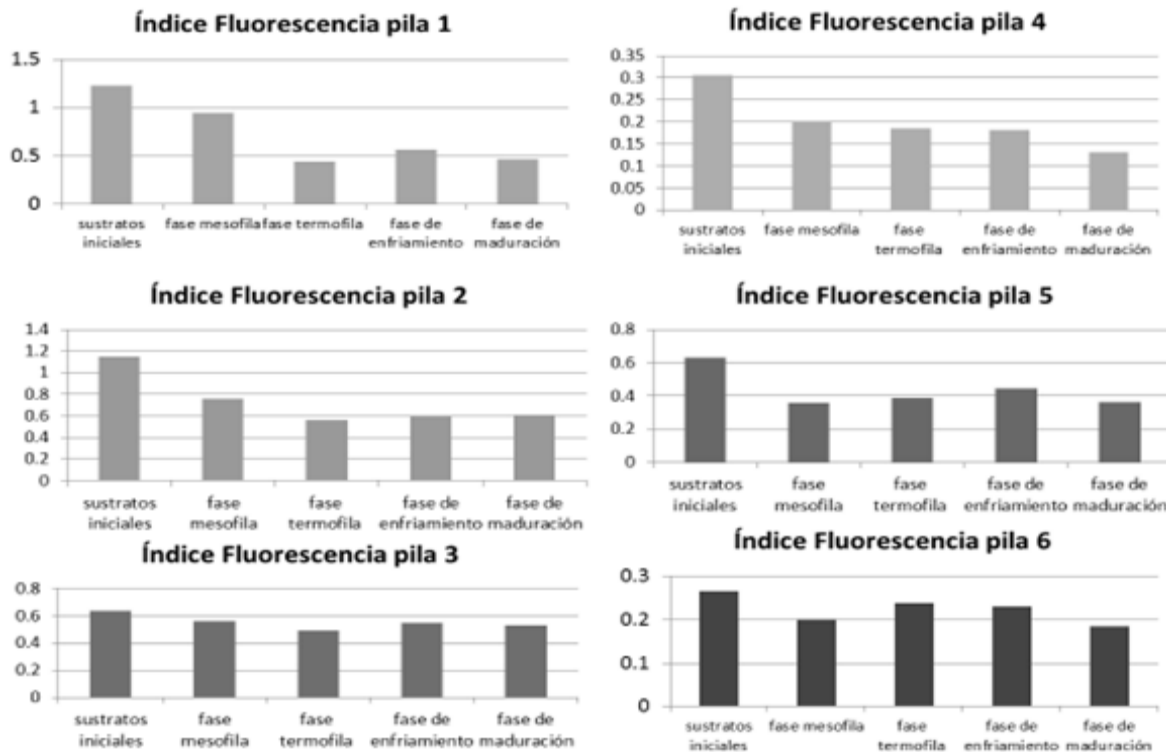 Índice Fluorescencia pila 1
1.5
1
0.5
0
sustratos iniciales
fase mesofila
fase termofila
fase de enfriamiento
fase de maduración
Índice Fluorescencia pila 4
0.35
0.3
0.25
0.2
0.15
0.1
0.05
0
sustratos iniciales
fase mesofila
fase termofila
fase de enfriamiento
fase de maduración
Índice Fluorescencia pila 2
1.4
1.2
1
0.8
0.6
0.4
0.2
0
sustratos iniciales
fase mesofila
fase termofila
fase de enfriamiento
fase de maduración
Índice Fluorescencia pila 5
0.8
0.6
0.4
0.2
0
sustratos iniciales
fase mesofila
fase termofila
fase de enfriamiento
fase de maduración
Índice Fluorescencia pila 3
0.8
0.6
0.4
0.2
0
sustratos iniciales
fase mesofila
fase termofila
fase de enfriamiento
fase de maduración
Índice Fluorescencia pila 6
0.3
0.2
0.1
0
sustratos iniciales
fase mesofila
fase termofila
fase de enfriamiento
fase de maduración